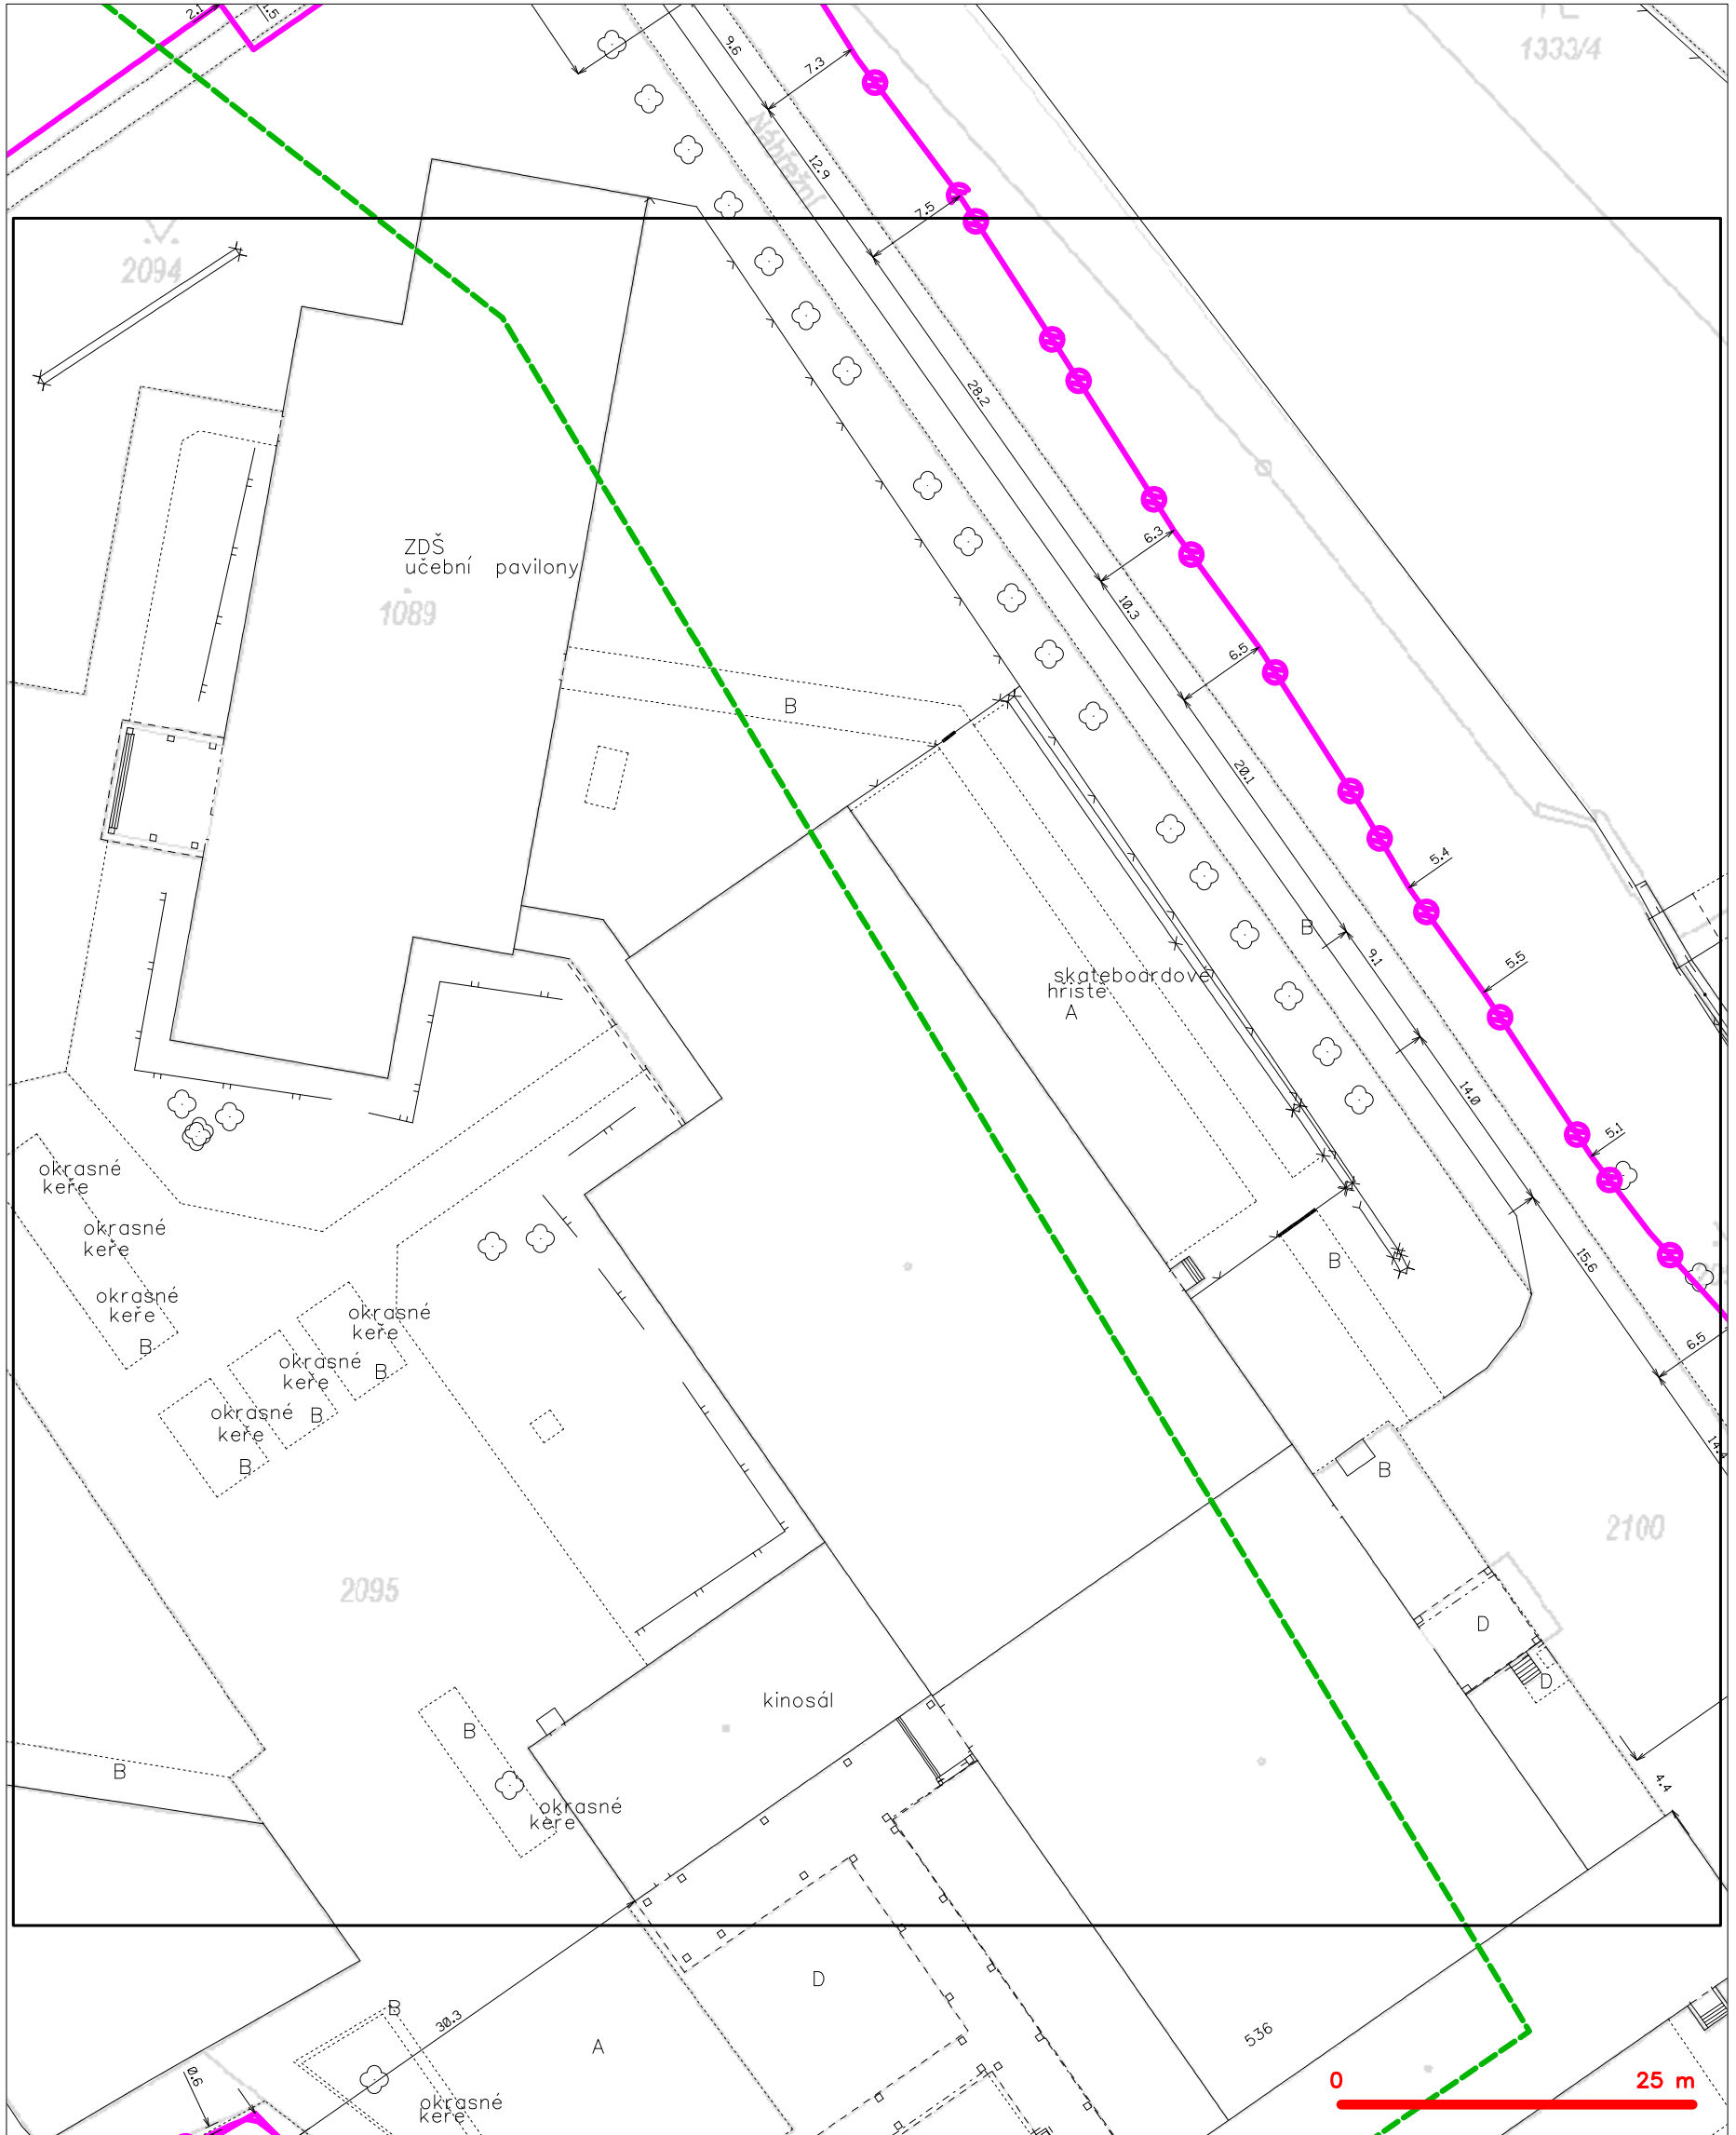 2.1
1.5
9.6
7.3
1333/4
Nábřežní
12.9
7.5
2094
28.2
ZDŠ
učební pavilony
1089
6.3
10.3
6.5
B
20.1
5.4
B
9.1
5.5
skateboardové
hřiště
A
14.0
5.1
okrasné
keře
okrasné
keře
okrasné
keře
B
okrasné
keře
B
okrasné
keře
B
okrasné
keře
B
B
15.6
6.5
14.4
B
2100
2095
D
D
kinosál
B
B
okrasné
keře
4.4
D
B
30.3
A
536
0.6
okrasné
keře
0 25 m